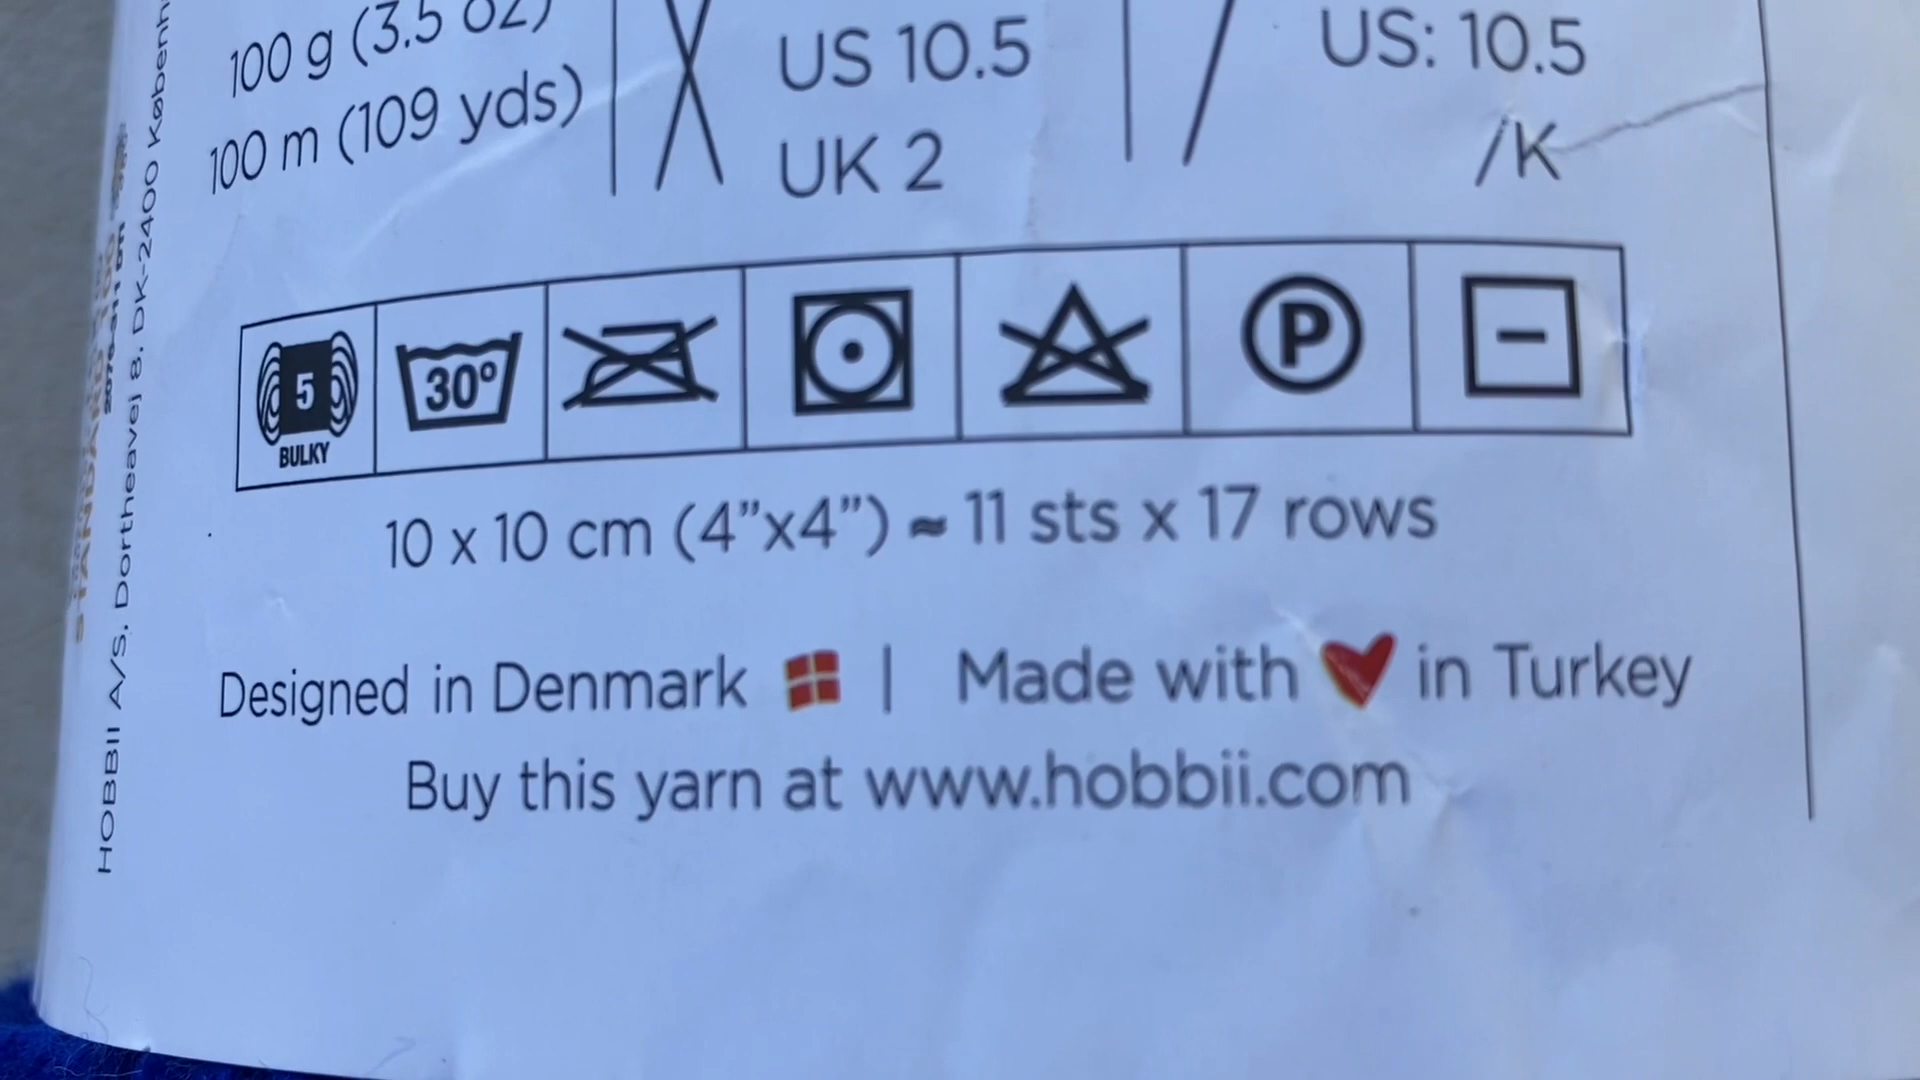 100 g (3.5 oz)
100 m (109 yds)
US 10.5
UK 2
US: 10.5
/K
5
BULKY
30°
P
10 x 10 cm (4”x4”) ≈ 11 sts x 17 rows
Designed in Denmark | Made with in Turkey
Buy this yarn at www.hobbii.com
HOBBII A/S, Dortheavej 8, DK-2400 Københ
STANDARD 100